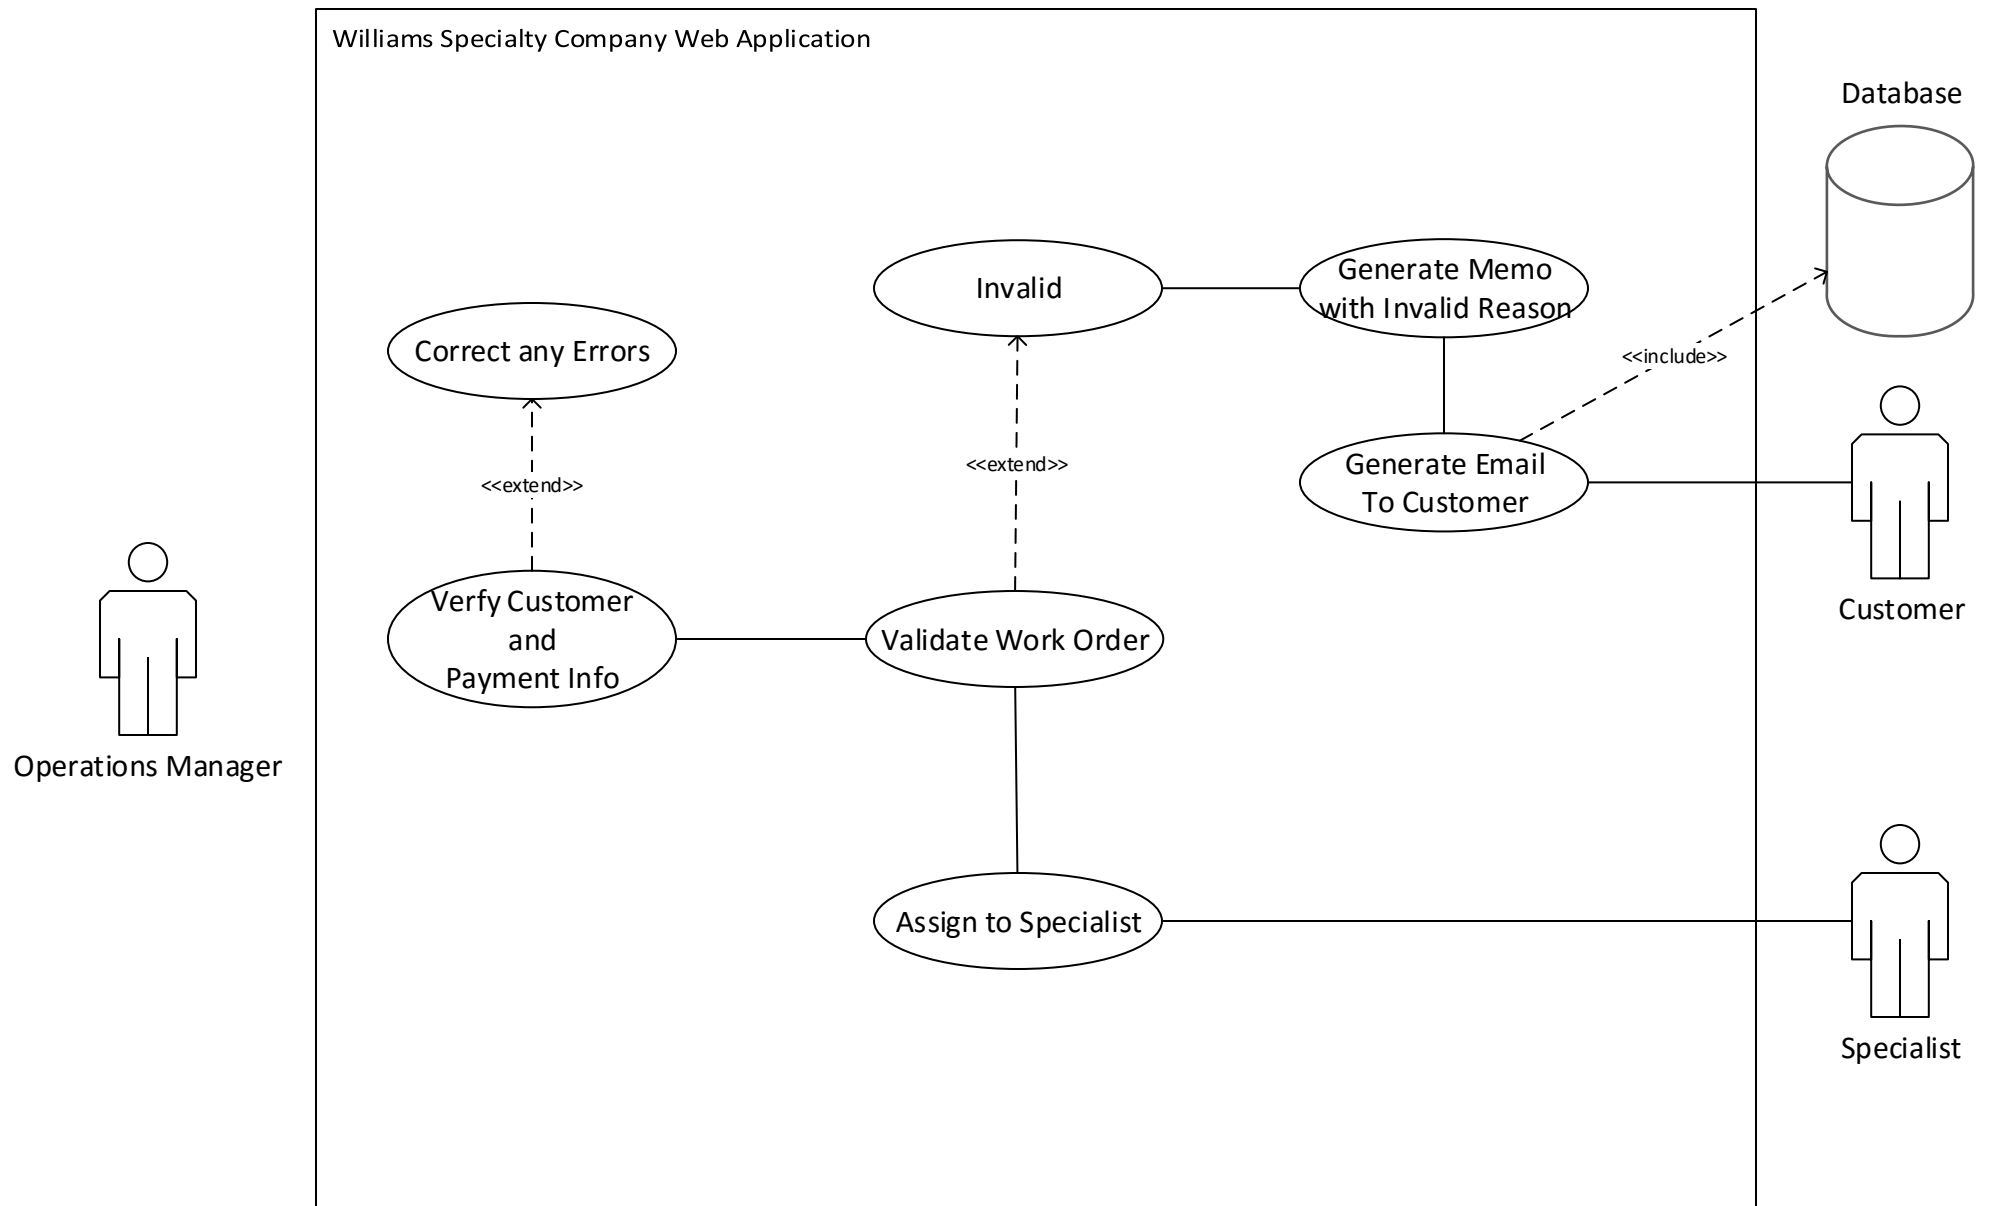 Williams Specialty Company Web Application
Database
Invalid
Generate Memo
with Invalid Reason
Correct any Errors
<<include>>
<<extend>>
<<extend>>
Generate Email
To Customer
Verfy Customer
and
Payment Info
Validate Work Order
Customer
Operations Manager
Assign to Specialist
Specialist